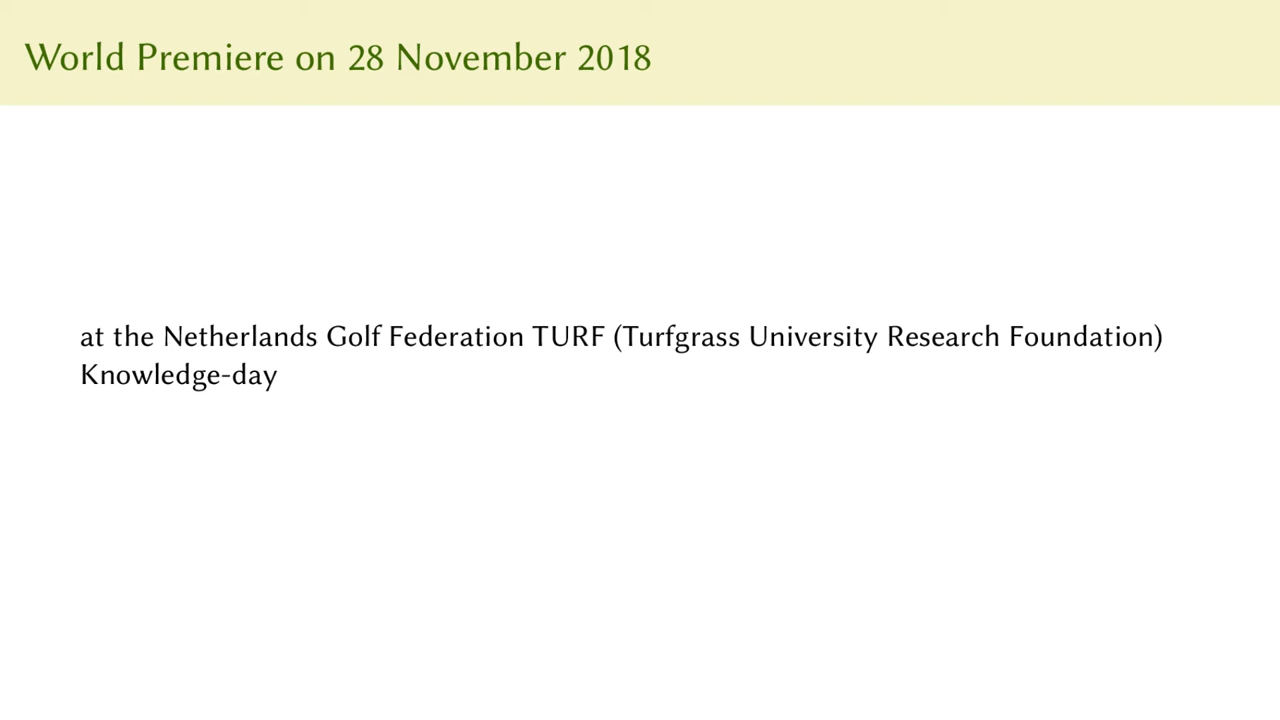 World Premiere on 28 November 2018
at the Netherlands Golf Federation TURF (Turfgrass University Research Foundation)
Knowledge-day